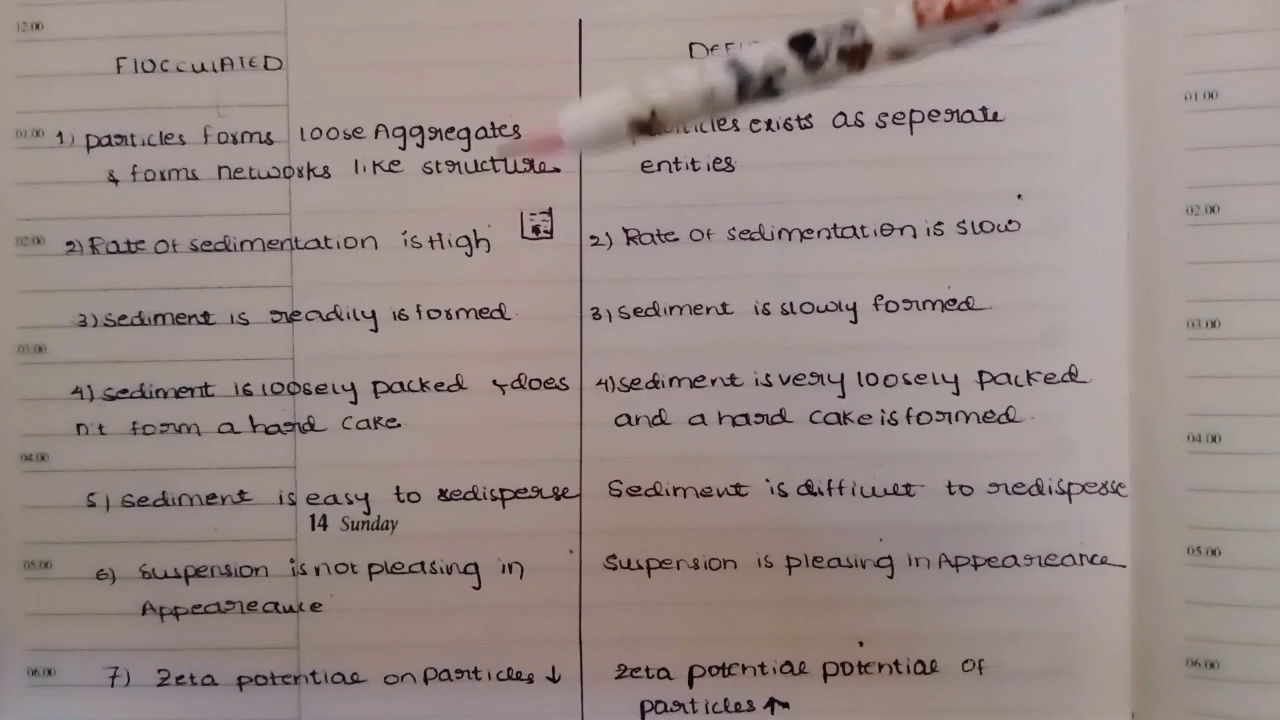 12.00
FlOCCUlATED
01.00
01.00
1) particles forms loose Aggregates
& forms networks like structure.
exists as seperate
entities
02.00
02.00
2) Rate of sedimentation is High
2) Rate of sedimentation is slow
3) sediment is readily is formed.
3) sediment is slowly formed
03.00
03.00
4) sediment is loosely packed & does
n't form a hard cake.
4) sediment is very loosely packed
and a hard cake is formed.
04.00
04.00
5) sediment is easy to redisperse
Sediment is difficult to redisperse
14 Sunday
05.00
05.00
6) Suspension is not pleasing in
Appeareance
Suspension is pleasing in Appeareance
06.00
06.00
7) Zeta potential on particles ↓
Zeta potential potential of
particles ↑